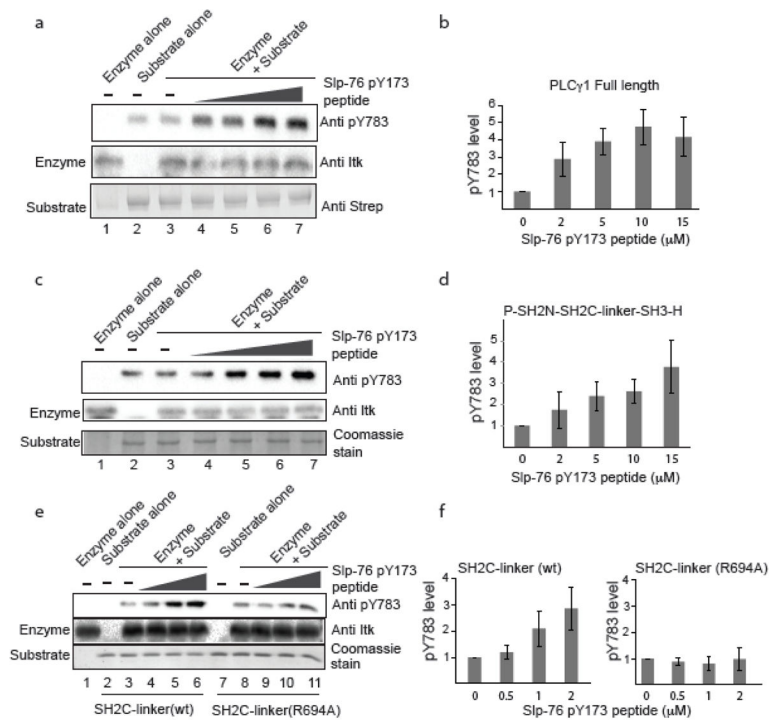 a
Enzyme alone
Substrate alone
Enzyme
+ Substrate
Slp-76 pY173
peptide
Anti pY783
Enzyme
Anti Itk
Substrate
Anti Strep
1 2 3 4 5 6 7
b
PLCγ1 Full length
pY783 level
6
5
4
3
2
1
0 2 5 10 15
Slp-76 pY173 peptide (μM)
c
Enzyme alone
Substrate alone
Enzyme
+ Substrate
Slp-76 pY173
peptide
Anti pY783
Enzyme
Anti Itk
Substrate
Coomassie
stain
1 2 3 4 5 6 7
d
P-SH2N-SH2C-linker-SH3-H
pY783 level
5
4
3
2
1
0 2 5 10 15
Slp-76 pY173 peptide (μM)
e
Enzyme alone
Substrate alone
Enzyme
+ Substrate
Substrate alone
Enzyme
+ Substrate
Slp-76 pY173
peptide
Anti pY783
Enzyme
Anti Itk
Substrate
Coomassie
stain
1 2 3 4 5 6 7 8 9 10 11
SH2C-linker(wt) SH2C-linker(R694A)
f
SH2C-linker (wt) SH2C-linker (R694A)
pY783 level
4
3
2
1
0 0.5 1 2
pY783 level
4
3
2
1
0 0.5 1 2
Slp-76 pY173 peptide (μM)